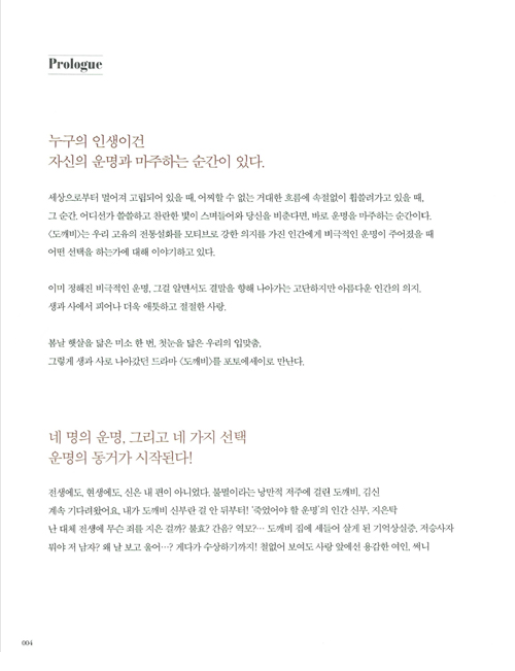 Prologue
누구의 인생이건
자신의 운명과 마주하는 순간이 있다.
세상으로부터 멀어져 고립되어 있을 때, 어찌할 수 없는 거대한 흐름에 속절없이 휩쓸려가고 있을 때,
그 순간. 어디선가 쓸쓸하고 찬란한 빛이 스며들어와 당신을 비춘다면, 바로 운명을 마주하는 순간이다.
〈도깨비〉는 우리 고유의 전통설화를 모티브로 강한 의지를 가진 인간에게 비극적인 운명이 주어졌을 때
어떤 선택을 하는가에 대해 이야기하고 있다.
이미 정해진 비극적인 운명, 그걸 알면서도 결말을 향해 나아가는 고단하지만 아름다운 인간의 의지.
생과 사에서 피어나 더욱 애틋하고 절절한 사랑.
봄날 햇살을 닮은 미소 한 번, 첫눈을 닮은 우리의 입맞춤,
그렇게 생과 사로 나아갔던 드라마 〈도깨비〉를 포토에세이로 만난다.
네 명의 운명, 그리고 네 가지 선택
운명의 동거가 시작된다!
전생에도, 현생에도, 신은 내 편이 아니었다. 불멸이라는 낭만적 저주에 걸린 도깨비, 김신
계속 기다려왔어요, 내가 도깨비 신부란 걸 안 뒤부터! '죽었어야 할 운명'의 인간 신부, 지은탁
난 대체 전생에 무슨 죄를 지은 걸까? 불효? 간음? 역모?… 도깨비 집에 세들어 살게 된 기억상실증, 저승사자
뭐야 저 남자? 왜 날 보고 울어…? 게다가 수상하기까지! 철없어 보여도 사랑 앞에선 용감한 여인, 써니
004